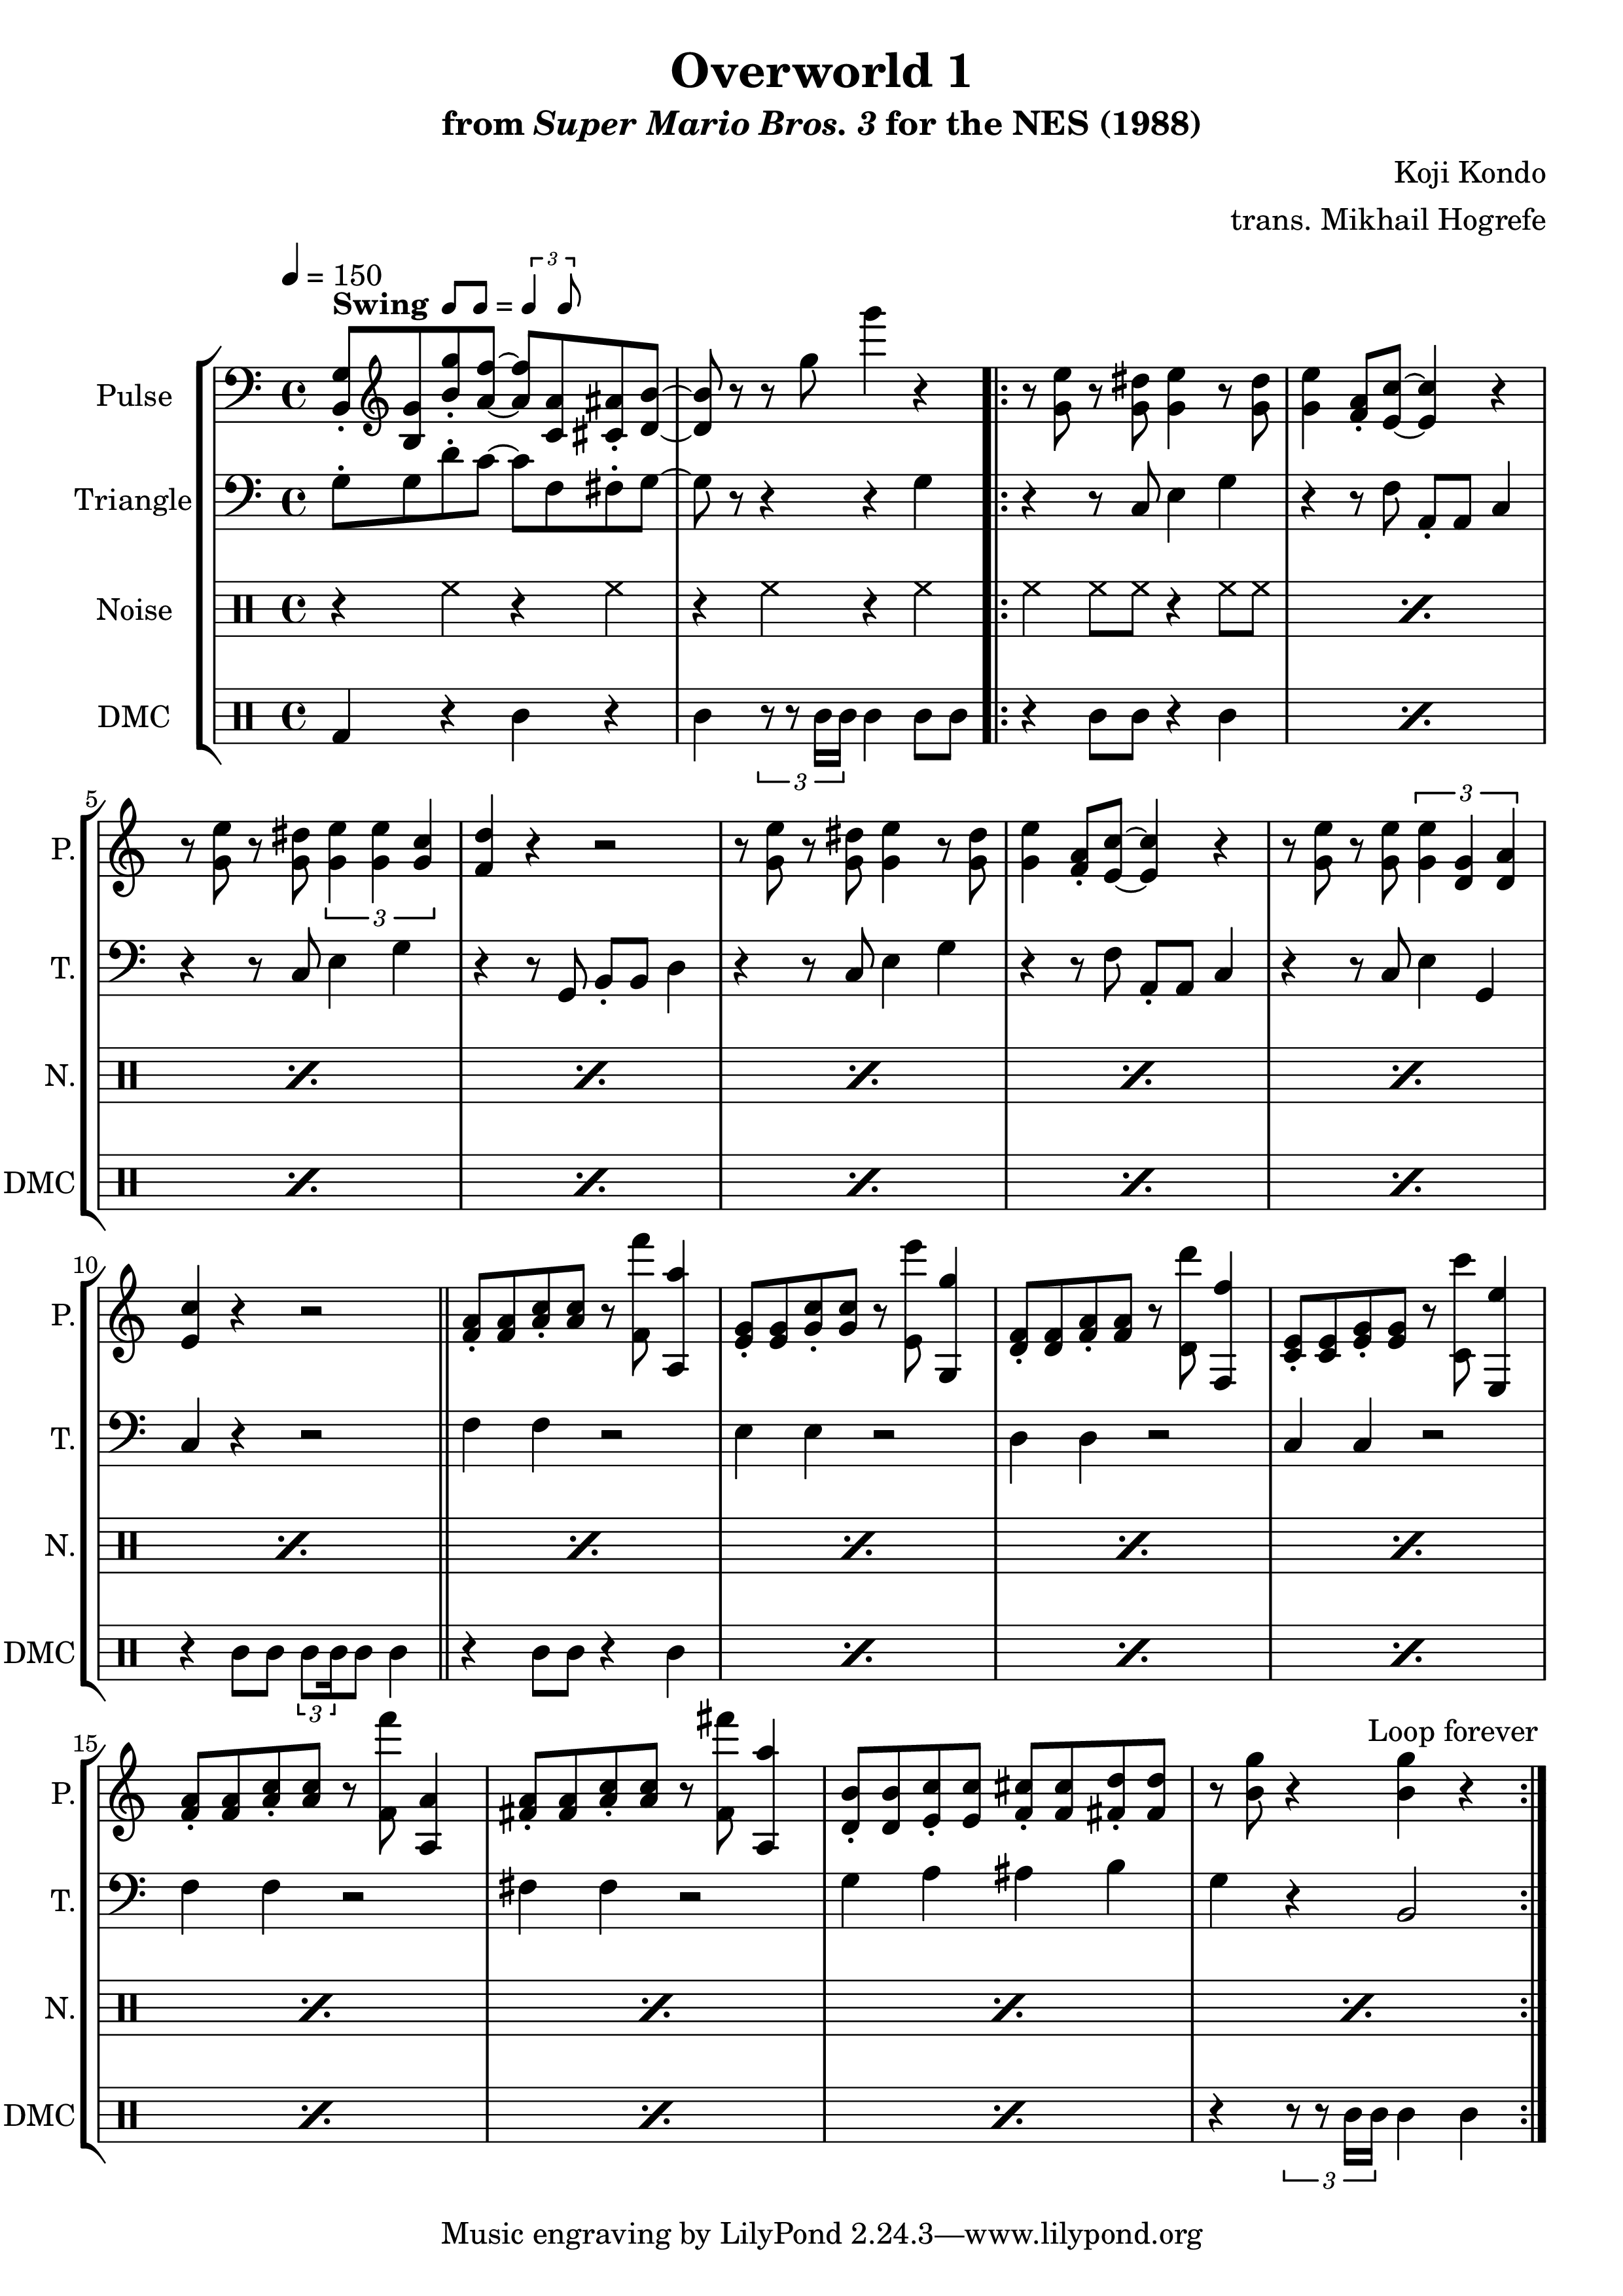 Overworld 1
from Super Mario Bros. 3 for the NES (1988)
Koji Kondo
trans. Mikhail Hogrefe
= 150
Swing = 3
Pulse
Triangle
Noise
DMC
3
5
P.
3
3
T.
N.
DMC
10
P.
T.
N.
DMC
3
15
Loop forever
P.
T.
N.
DMC
3
Music engraving by LilyPond 2.24.3—www.lilypond.org